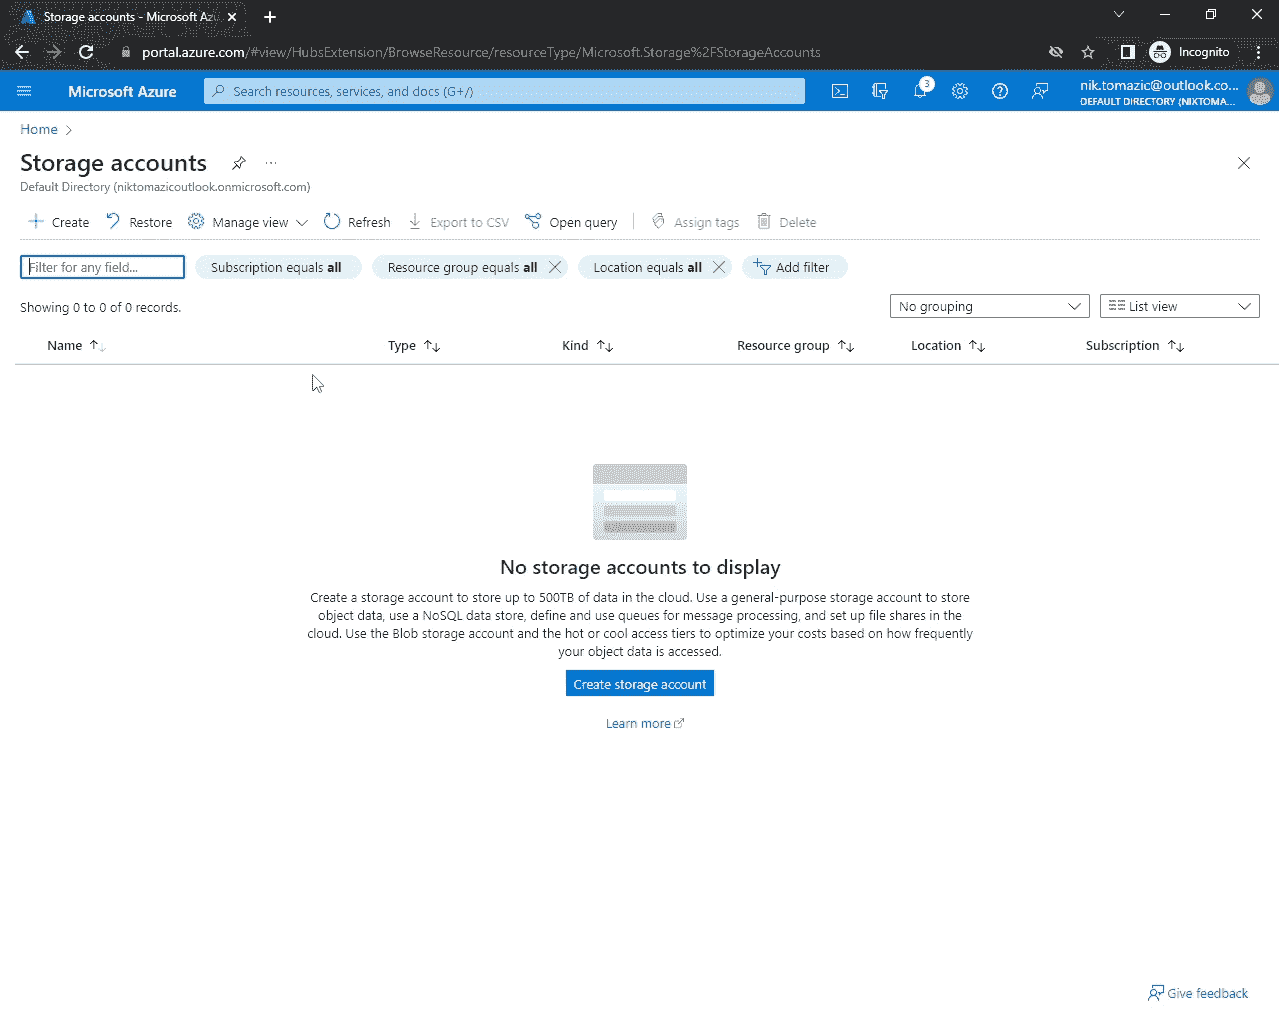 Storage accounts - Microsoft Azu
portal.azure.com/#view/HubsExtension/BrowseResource/resourceType/Microsoft.Storage%2FStorageAccounts
Incognito
Microsoft Azure
Search resources, services, and docs (G+/)
3
nik.tomazic@outlook.co...
DEFAULT DIRECTORY (NIXTOMA...
Home
Storage accounts
Default Directory (niktomazicoutlook.onmicrosoft.com)
Create Restore Manage view Refresh Export to CSV Open query Assign tags Delete
Filter for any field... Subscription equals all Resource group equals all Location equals all Add filter
Showing 0 to 0 of 0 records. No grouping List view
Name Type Kind Resource group Location Subscription
No storage accounts to display
Create a storage account to store up to 500TB of data in the cloud. Use a general-purpose storage account to store
object data, use a NoSQL data store, define and use queues for message processing, and set up file shares in the
cloud. Use the Blob storage account and the hot or cool access tiers to optimize your costs based on how frequently
your object data is accessed.
Create storage account
Learn more
Give feedback